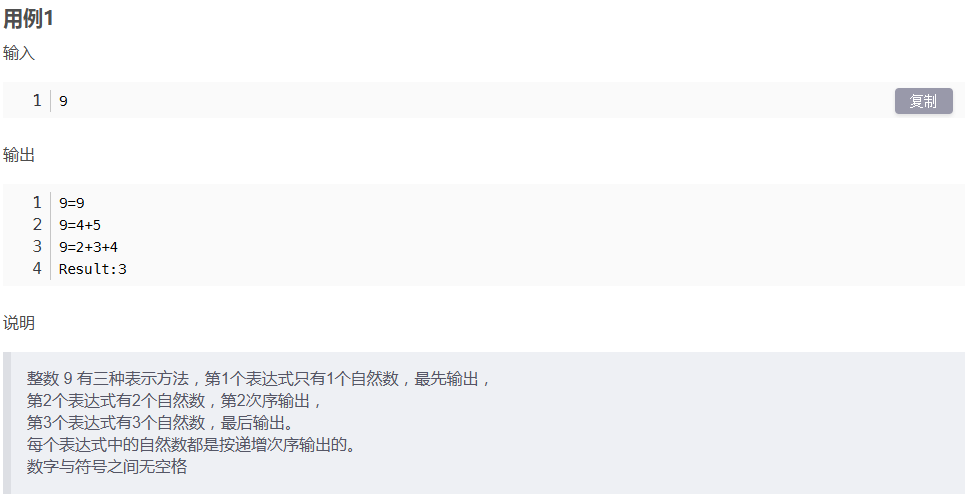 用例1
输入
1 9
复制
输出
1 9=9
2 9=4+5
3 9=2+3+4
4 Result:3
说明
整数 9 有三种表示方法，第1个表达式只有1个自然数，最先输出，
第2个表达式有2个自然数，第2次序输出，
第3个表达式有3个自然数，最后输出。
每个表达式中的自然数都是按递增次序输出的。
数字与符号之间无空格